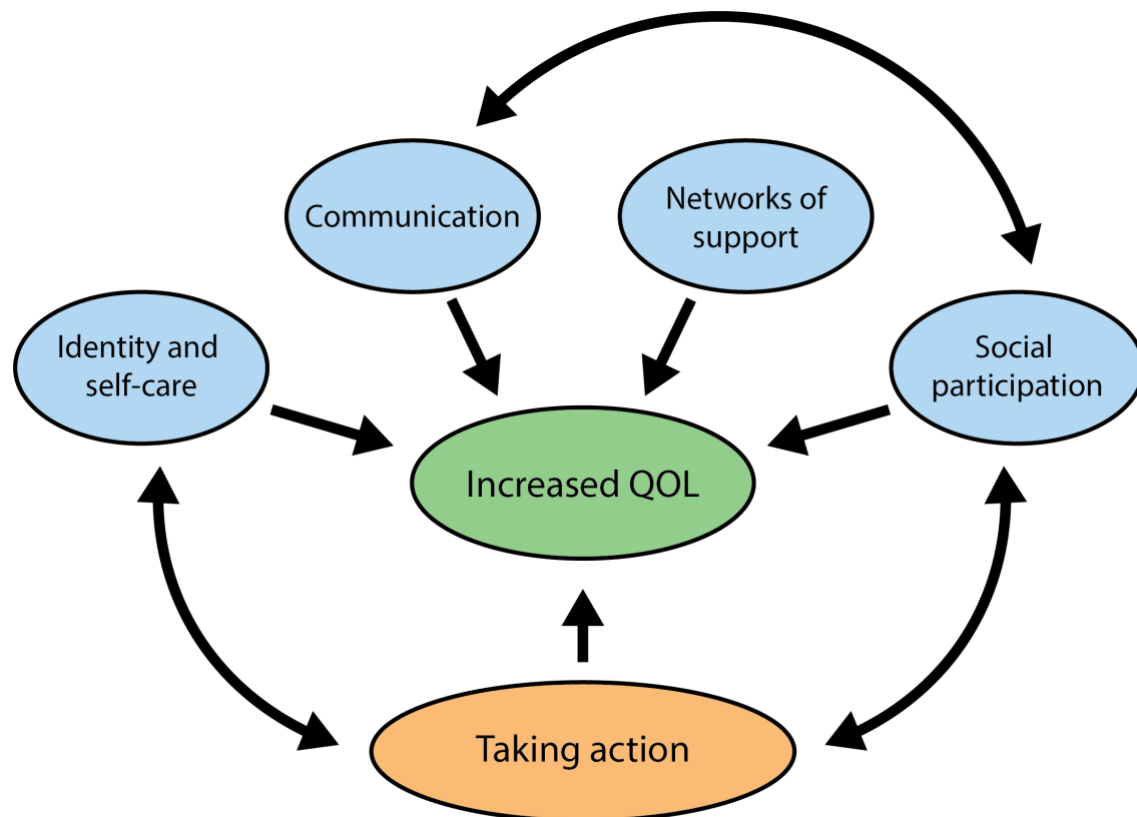 Communication
Networks of
support
Identity and
self-care
Social
participation
Increased QOL
Taking action